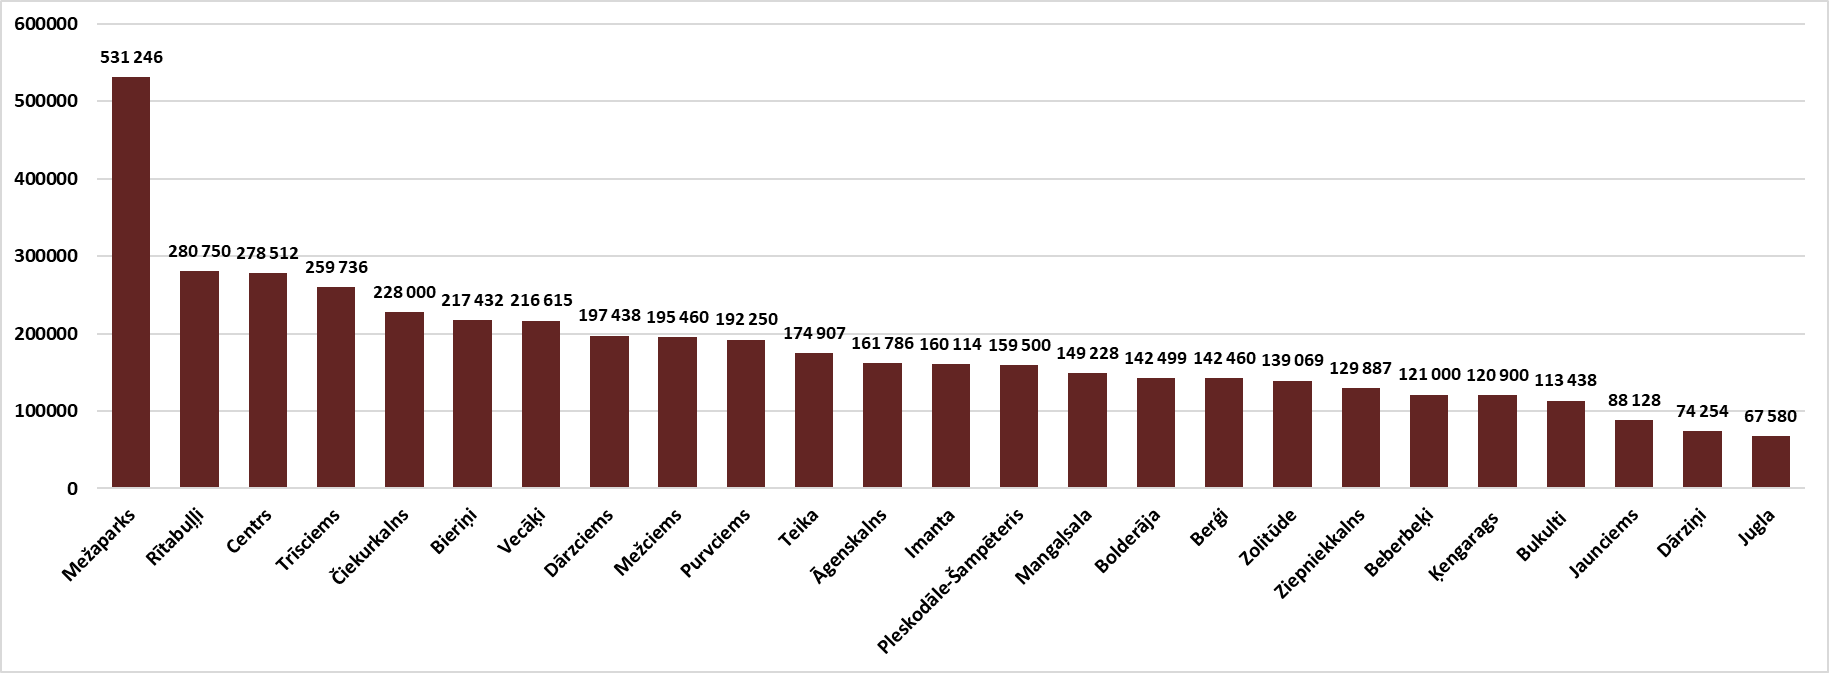 600000
500000
400000
300000
200000
100000
0
531 246
280 750
278 512
259 736
228 000
217 432
216 615
197 438
195 460
192 250
174 907
161 786
160 114
159 500
149 228
142 499
142 460
139 069
129 887
121 000
120 900
113 438
88 128
74 254
67 580
Mežaparks
Rītabuļļi
Centrs
Trīsciems
Čiekurkalns
Bieriņi
Vecāķi
Dārzciems
Mežciems
Purvciems
Teika
Āgenskalns
Imanta
Pleskodāle-Šampēteris
Mangaļsala
Bolderāja
Berģi
Zolitūde
Ziepniekkalns
Beberbeķi
Ķengarags
Bukulti
Jaunciems
Dārziņi
Jugla